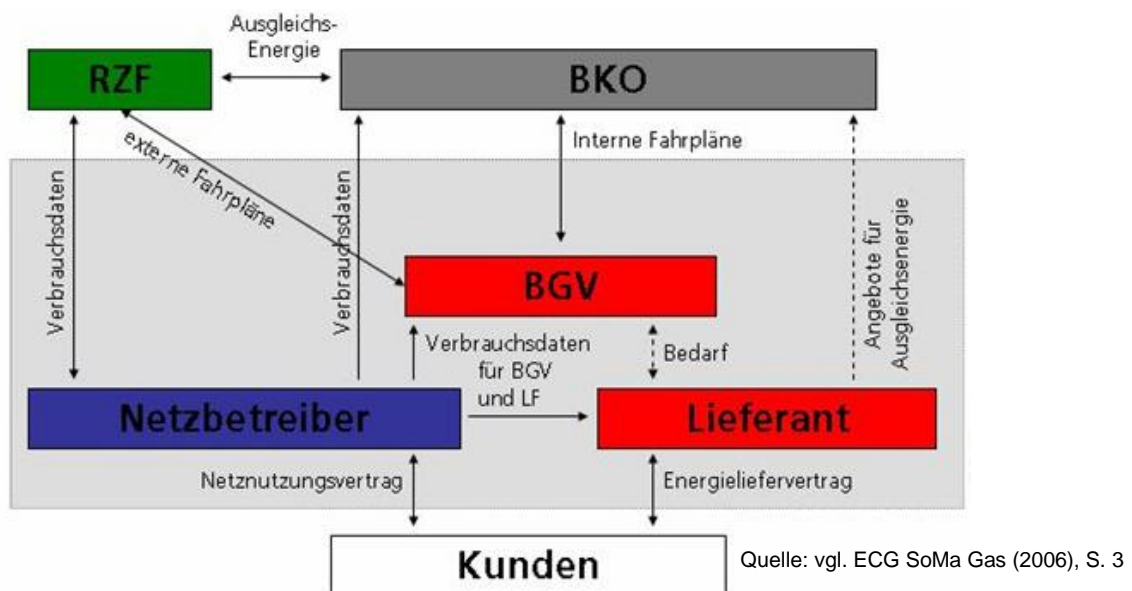 Ausgleichs-
Energie
RZF
BKO
externe Fahrpläne
Interne Fahrpläne
Verbrauchsdaten
Verbrauchsdaten
Angebote für
Ausgleichsenergie
BGV
Verbrauchsdaten
für BGV
und LF
Bedarf
Netzbetreiber
Lieferant
Netznutzungsvertrag
Energieliefervertrag
Kunden
Quelle: vgl. ECG SoMa Gas (2006), S. 3